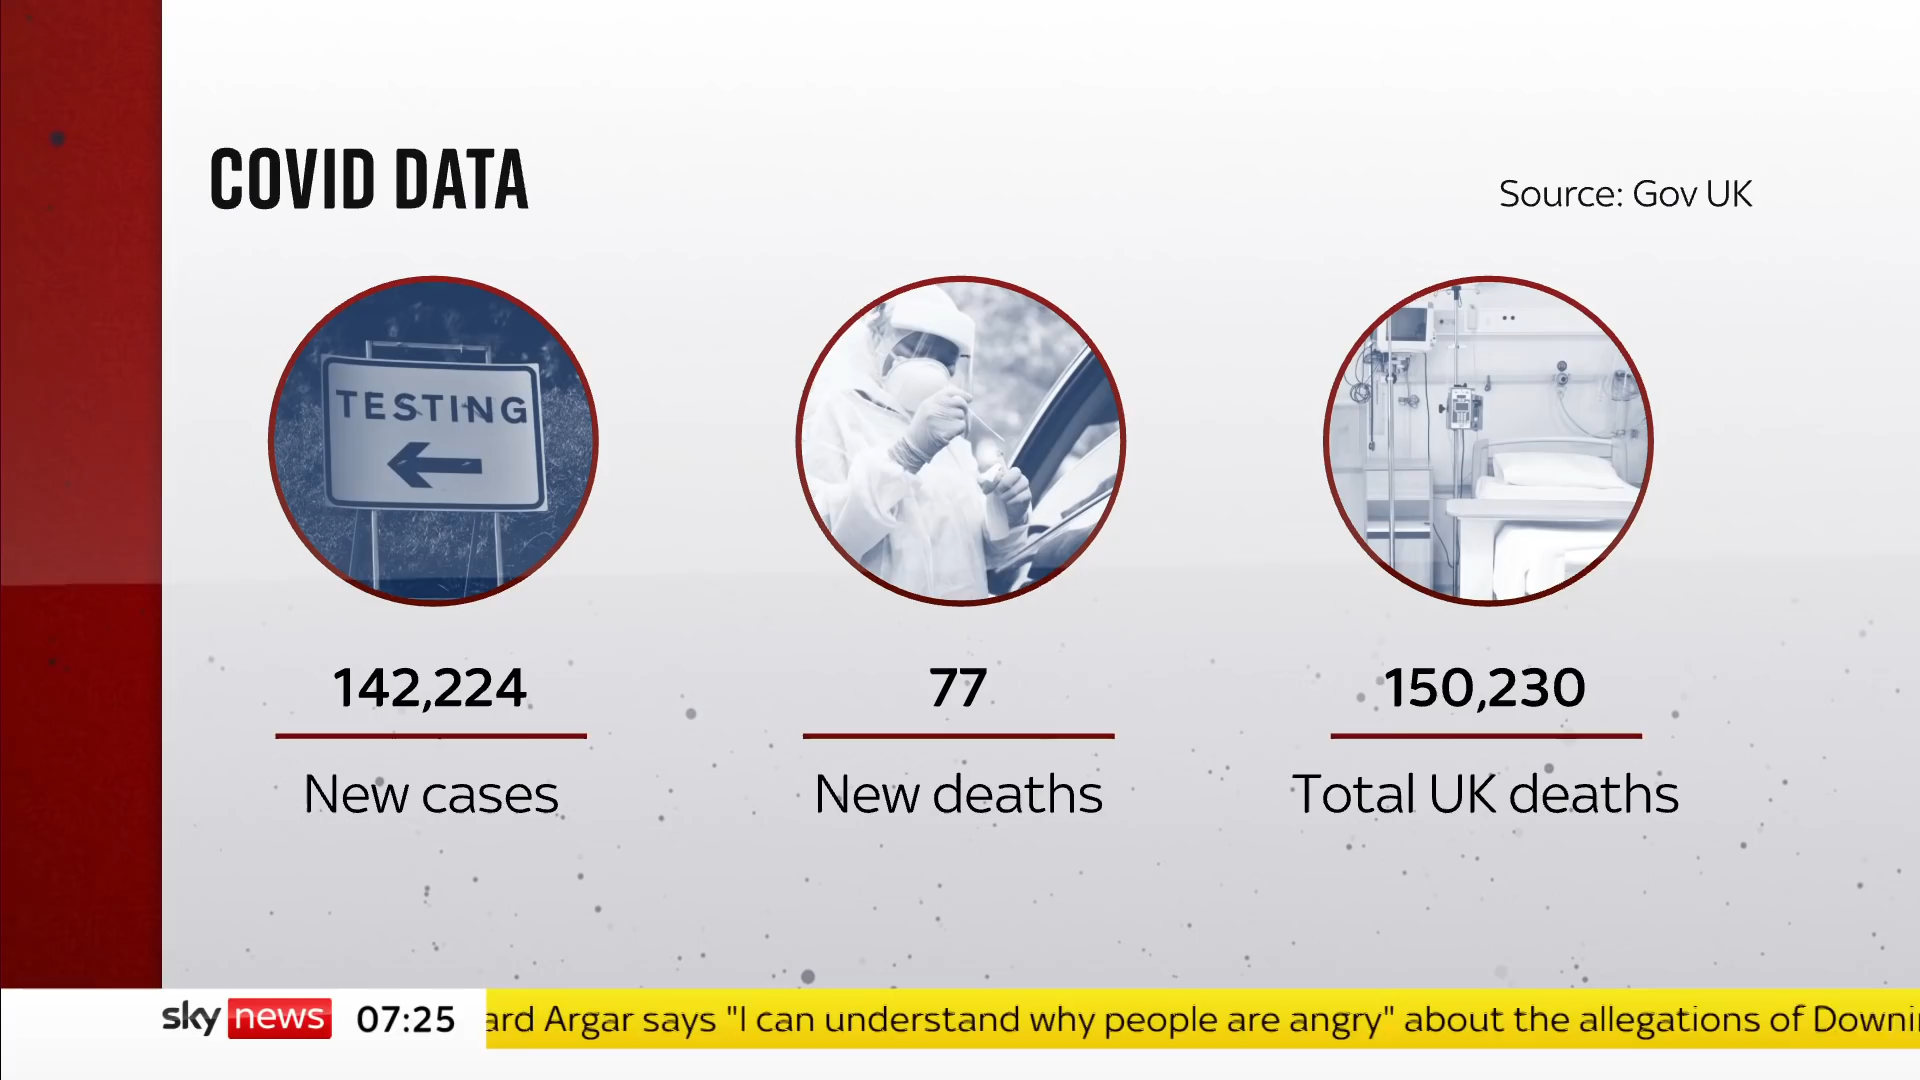 COVID DATA
Source: Gov UK
TESTING
142,224
77
150,230
New cases
New deaths
Total UK deaths
sky news 07:25 ard Argar says "I can understand why people are angry" about the allegations of Downi